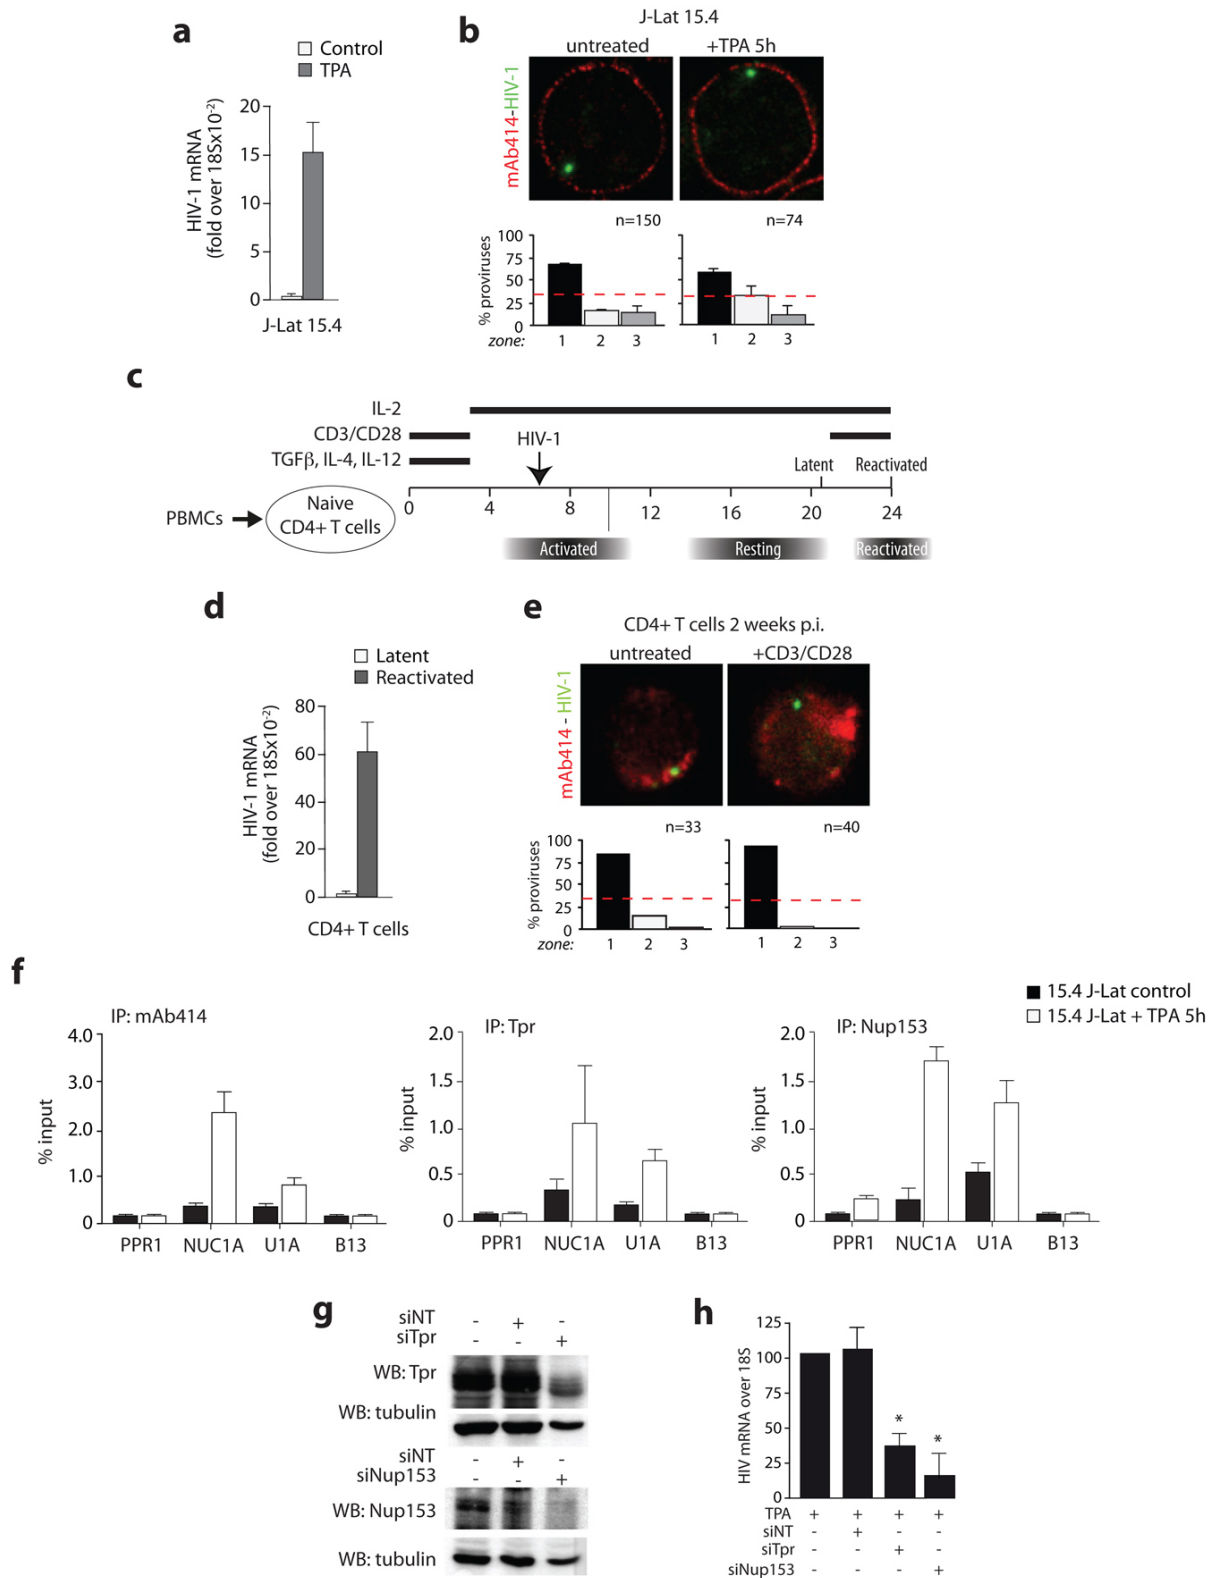 a
Control
TPA
HIV-1 mRNA
(fold over 18Sx10-2)
20
15
10
5
0
J-Lat 15.4
b
J-Lat 15.4
untreated
+TPA 5h
mAb414-HIV-1
n=150
n=74
% proviruses
100
75
50
25
0
zone:
1 2 3
1 2 3
c
IL-2
CD3/CD28
TGFβ, IL-4, IL-12
HIV-1
Latent
Reactivated
PBMCs
Naive
CD4+ T cells
0 4 8 12 16 20 24
Activated
Resting
Reactivated
d
Latent
Reactivated
HIV-1 mRNA
(fold over 18Sx10-2)
80
60
40
20
0
CD4+ T cells
e
CD4+ T cells 2 weeks p.i.
untreated
+CD3/CD28
mAb414 - HIV-1
n=33
n=40
% proviruses
100
75
50
25
0
zone:
1 2 3
1 2 3
f
15.4 J-Lat control
15.4 J-Lat + TPA 5h
IP: mAb414
% input
4.0
3.0
2.0
1.0
0
PPR1 NUC1A U1A B13
IP: Tpr
% input
2.0
1.5
1.0
0.5
0
PPR1 NUC1A U1A B13
IP: Nup153
% input
2.0
1.5
1.0
0.5
0
PPR1 NUC1A U1A B13
g
siNT - + -
siTpr - - +
WB: Tpr
WB: tubulin
siNT - + -
siNup153 - - +
WB: Nup153
WB: tubulin
h
HIV mRNA over 18S
125
100
75
50
25
0
* *
TPA + + + +
siNT - + - -
siTpr - - + -
siNup153 - - - +